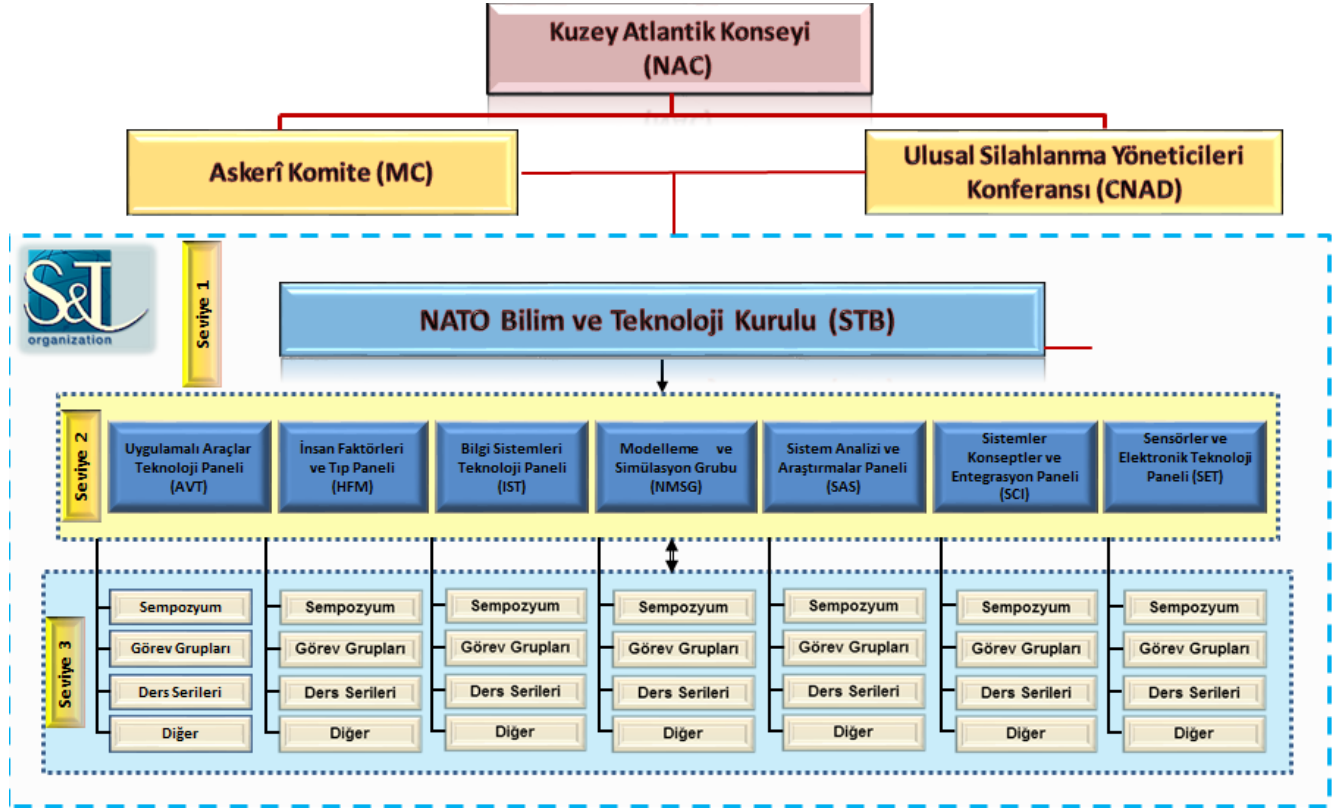 Kuzey Atlantik Konseyi
(NAC)
Askerî Komite (MC)
Ulusal Silahlanma Yöneticileri
Konferansı (CNAD)
S&T
organization
Seviye 1
NATO Bilim ve Teknoloji Kurulu (STB)
Seviye 2
Uygulamalı Araçlar
Teknoloji Paneli
(AVT)
İnsan Faktörleri
ve Tıp Paneli
(HFM)
Bilgi Sistemleri
Teknoloji Paneli
(IST)
Modelleme ve
Simülasyon Grubu
(NMSG)
Sistem Analizi ve
Araştırmalar Paneli
(SAS)
Sistemler
Konseptler ve
Entegrasyon Paneli
(SCI)
Sensörler ve
Elektronik Teknoloji
Paneli (SET)
Seviye 3
Sempozyum
Görev Grupları
Ders Serileri
Diğer
Sempozyum
Görev Grupları
Ders Serileri
Diğer
Sempozyum
Görev Grupları
Ders Serileri
Diğer
Sempozyum
Görev Grupları
Ders Serileri
Diğer
Sempozyum
Görev Grupları
Ders Serileri
Diğer
Sempozyum
Görev Grupları
Ders Serileri
Diğer
Sempozyum
Görev Grupları
Ders Serileri
Diğer